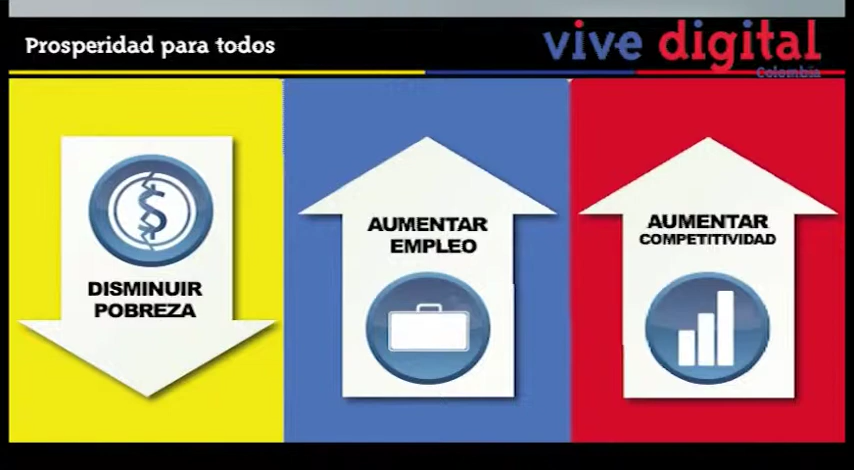 Prosperidad para todos
vive digital
Colombia
DISMINUIR
POBREZA
AUMENTAR
EMPLEO
AUMENTAR
COMPETITIVIDAD